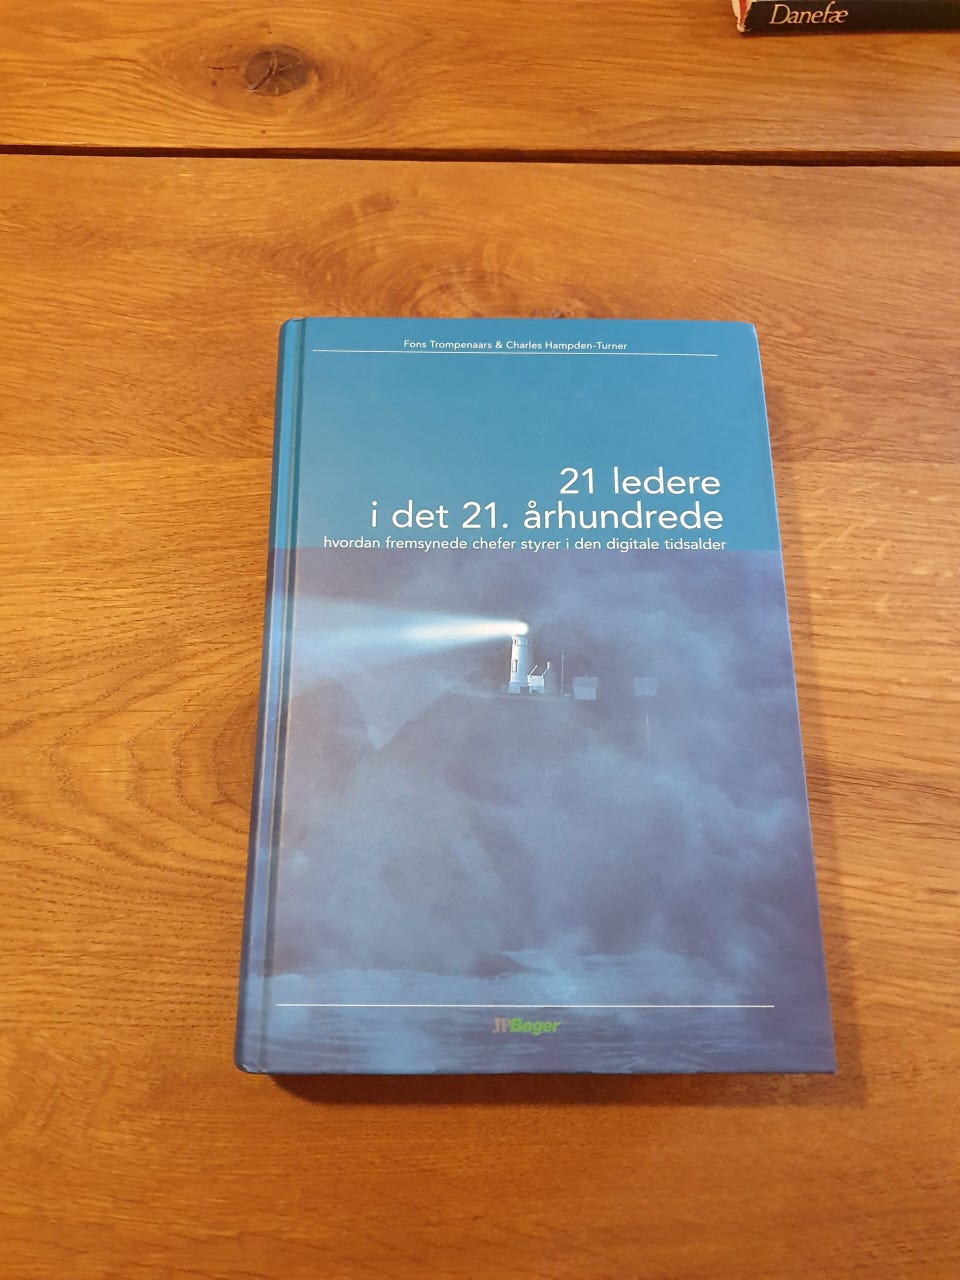 Danefæ
Fons Trompenaars & Charles Hampden-Turner
21 ledere
i det 21. århundrede
hvordan fremsynede chefer styrer i den digitale tidsalder
JPBøger